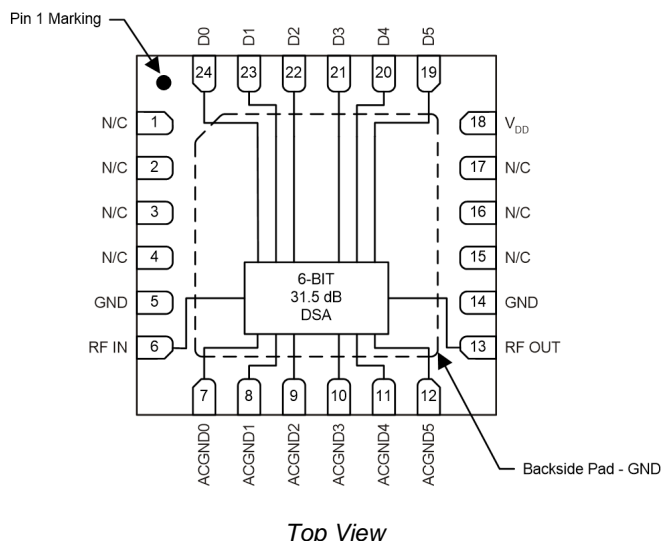 Pin 1 Marking
D0 D1 D2 D3 D4 D5
24 23 22 21 20 19
N/C 1 18 VDD
N/C 2 17 N/C
N/C 3 16 N/C
N/C 4 15 N/C
6-BIT
31.5 dB
DSA
GND 5 14 GND
RF IN 6 13 RF OUT
7 8 9 10 11 12
ACGND0 ACGND1 ACGND2 ACGND3 ACGND4 ACGND5
Backside Pad - GND
Top View